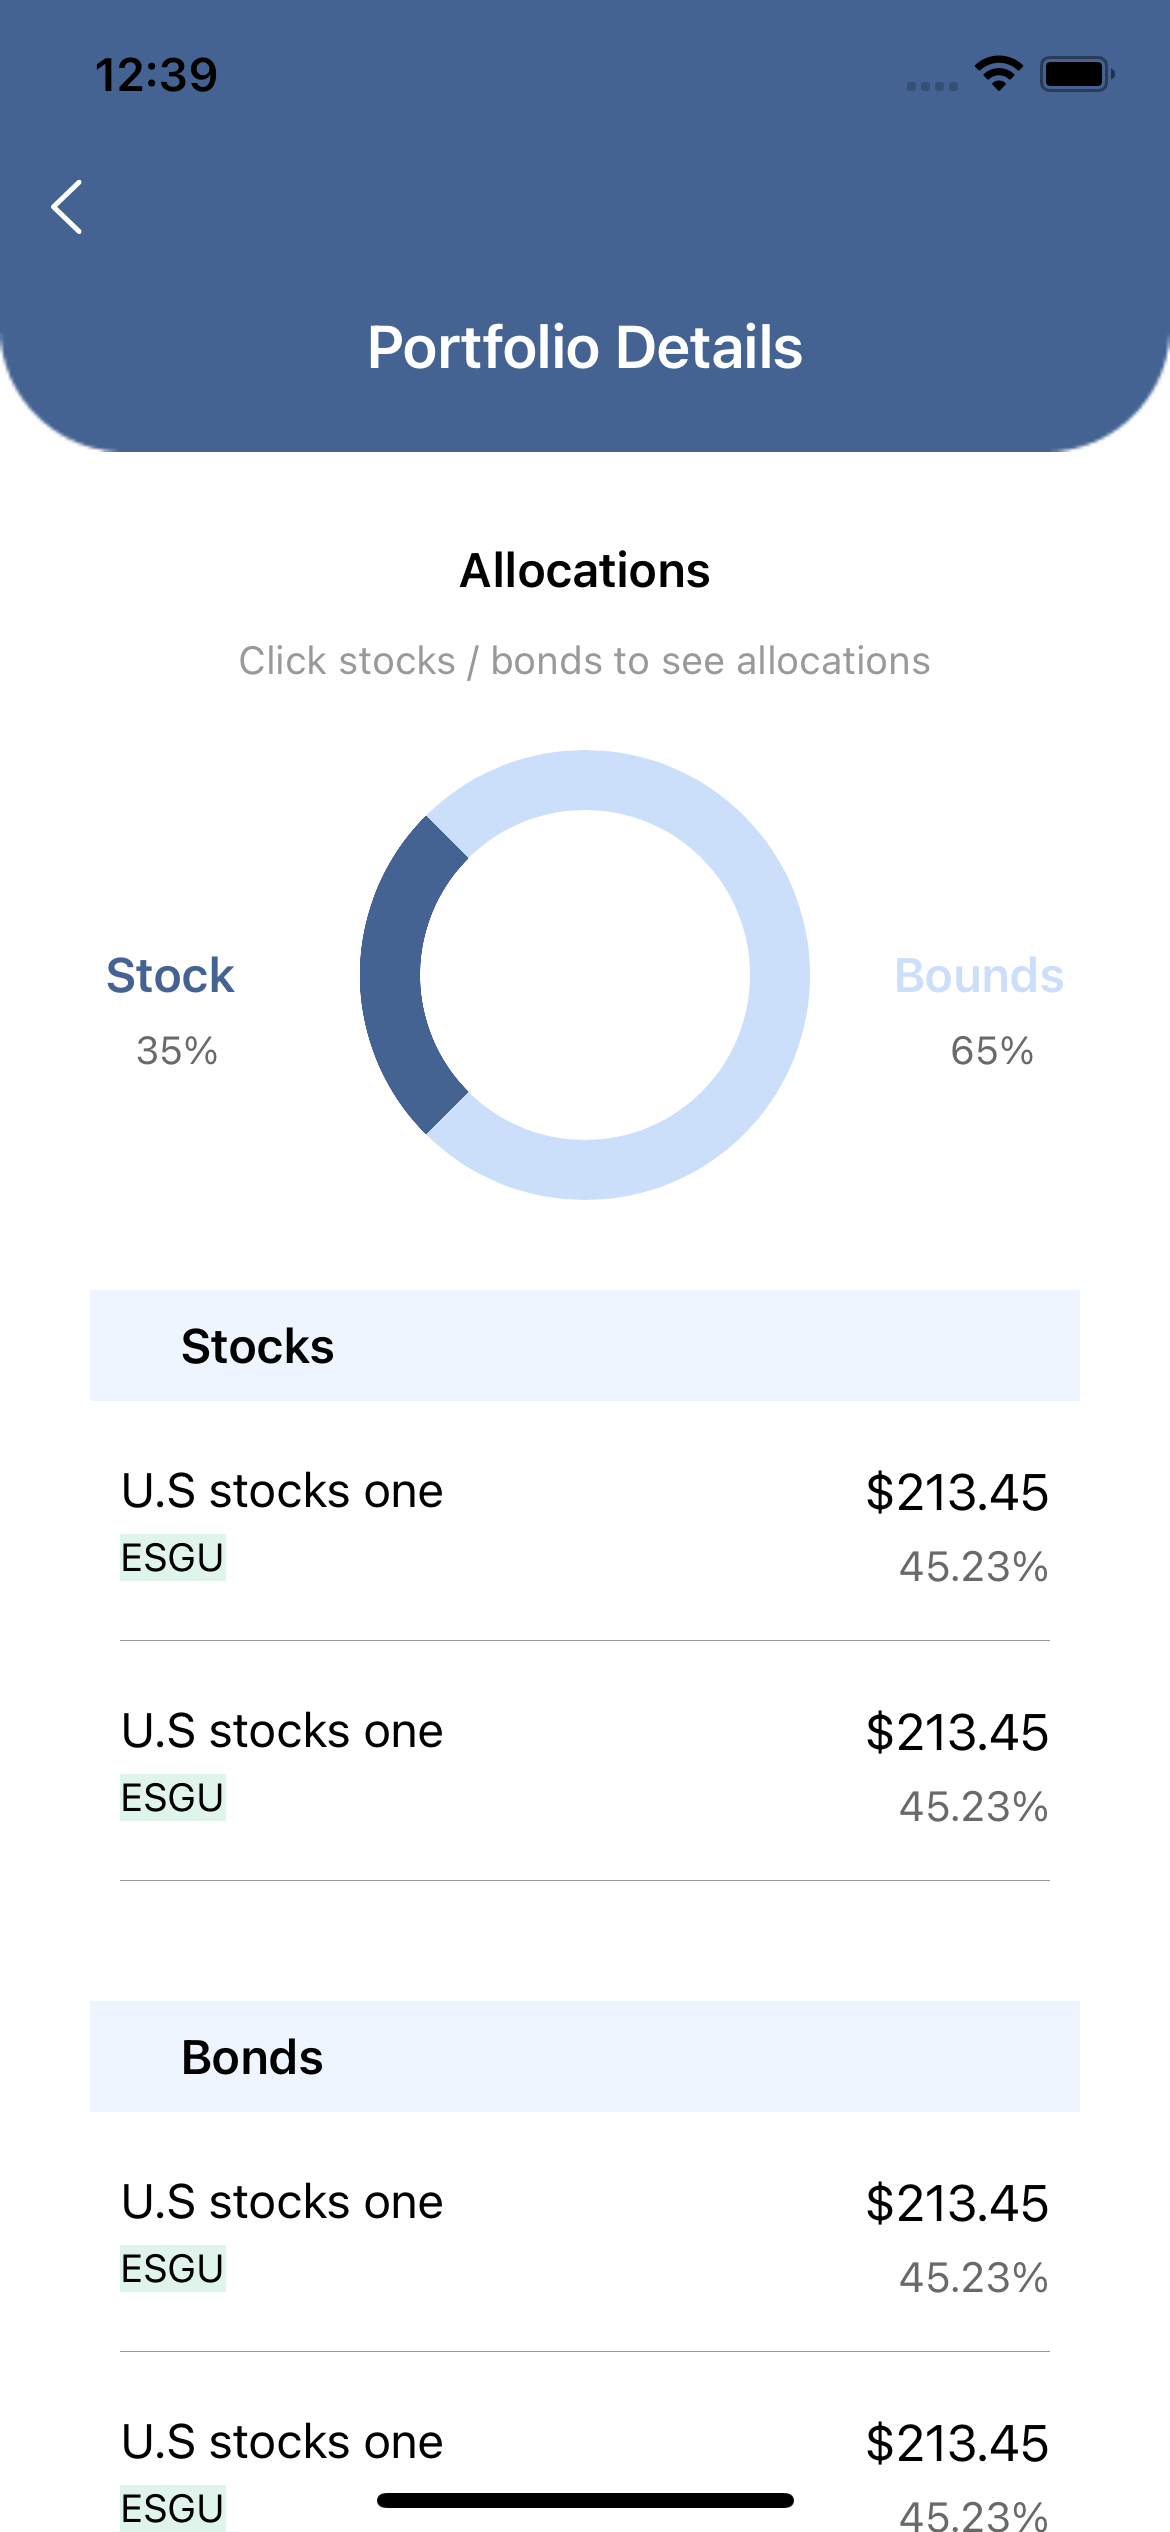 12:39
Portfolio Details
Allocations
Click stocks / bonds to see allocations
Stock
Bounds
35%
65%
Stocks
U.S stocks one
$213.45
ESGU
45.23%
U.S stocks one
$213.45
ESGU
45.23%
Bonds
U.S stocks one
$213.45
ESGU
45.23%
U.S stocks one
$213.45
ESGU
45.23%